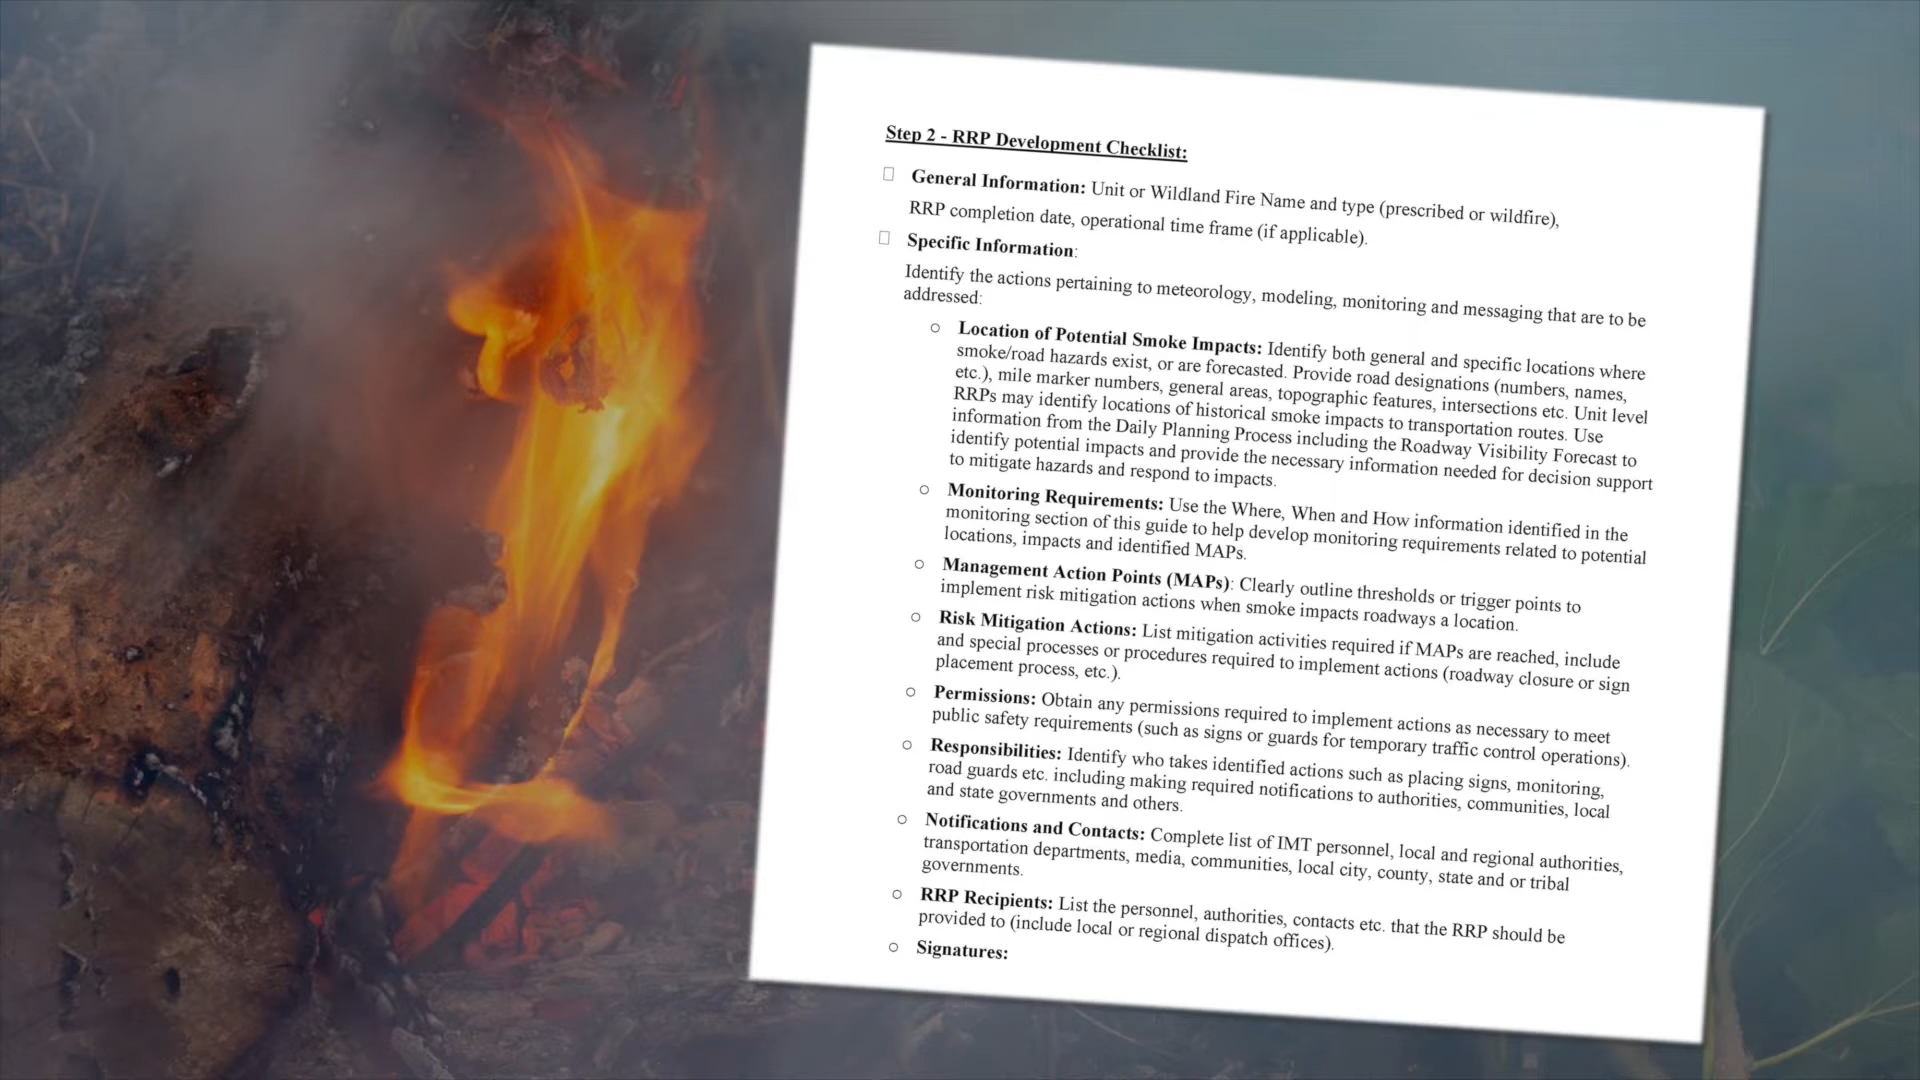 Step 2 - RRP Development Checklist:
General Information: Unit or Wildland Fire Name and type (prescribed or wildfire),
RRP completion date, operational time frame (if applicable).
Specific Information:
Identify the actions pertaining to meteorology, modeling, monitoring and messaging that are to be
addressed:
Location of Potential Smoke Impacts: Identify both general and specific locations where
smoke/road hazards exist, or are forecasted. Provide road designations (numbers, names,
etc.), mile marker numbers, general areas, topographic features, intersections etc. Unit level
RRPs may identify locations of historical smoke impacts to transportation routes. Use
information from the Daily Planning Process including the Roadway Visibility Forecast to
identify potential impacts and provide the necessary information needed for decision support
to mitigate hazards and respond to impacts.
Monitoring Requirements: Use the Where, When and How information identified in the
monitoring section of this guide to help develop monitoring requirements related to potential
locations, impacts and identified MAPs.
Management Action Points (MAPs): Clearly outline thresholds or trigger points to
implement risk mitigation actions when smoke impacts roadways a location.
Risk Mitigation Actions: List mitigation activities required if MAPs are reached, include
and special processes or procedures required to implement actions (roadway closure or sign
placement process, etc.).
Permissions: Obtain any permissions required to implement actions as necessary to meet
public safety requirements (such as signs or guards for temporary traffic control operations).
Responsibilities: Identify who takes identified actions such as placing signs, monitoring,
road guards etc. including making required notifications to authorities, communities, local
and state governments and others.
Notifications and Contacts: Complete list of IMT personnel, local and regional authorities,
transportation departments, media, communities, local city, county, state and or tribal
governments.
RRP Recipients: List the personnel, authorities, contacts etc. that the RRP should be
provided to (include local or regional dispatch offices).
Signatures: